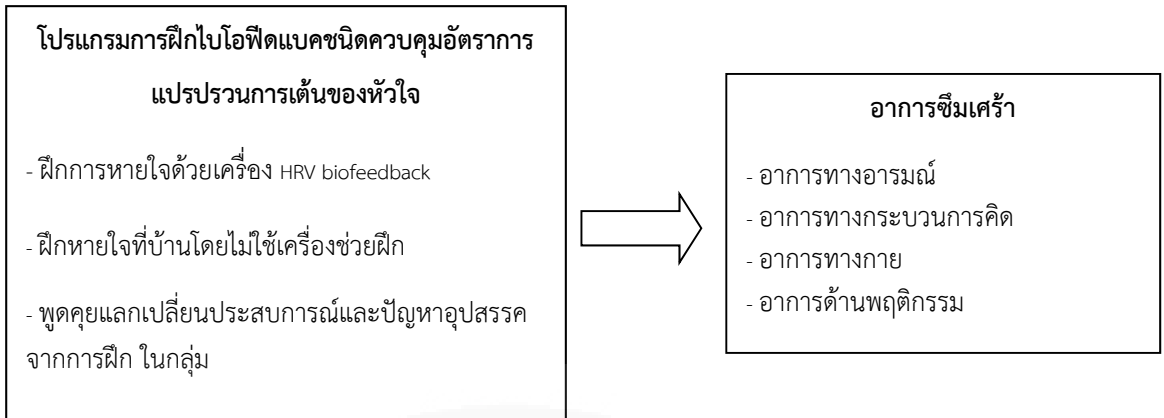 โปรแกรมการฝึกไบโอฟีดแบคชนิดควบคุมอัตราการ
แปรปรวนการเต้นของหัวใจ
- ฝึกการหายใจด้วยเครื่อง HRV biofeedback
- ฝึกหายใจที่บ้านโดยไม่ใช้เครื่องช่วยฝึก
- พูดคุยแลกเปลี่ยนประสบการณ์และปัญหาอุปสรรค
จากการฝึก ในกลุ่ม
อาการซึมเศร้า
- อาการทางอารมณ์
- อาการทางกระบวนการคิด
- อาการทางกาย
- อาการด้านพฤติกรรม